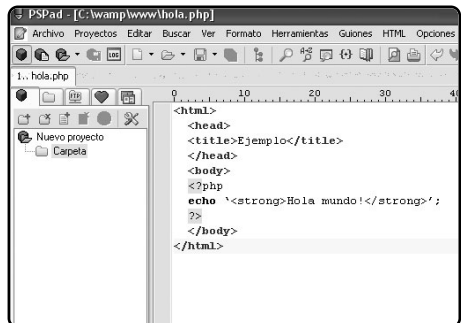 PSPad - [C:\wamp\www\hola.php]
Archivo Proyectos Editar Buscar Ver Formato Herramientas Guiones HTML Opciones
LOG
1.. hola.php
FTP
0 10 20 30 40
Nuevo proyecto
Carpeta
<html>
<head>
<title>Ejemplo</title>
</head>
<body>
<?php
echo ‘<strong>Hola mundo!</strong>’;
?>
</body>
</html>